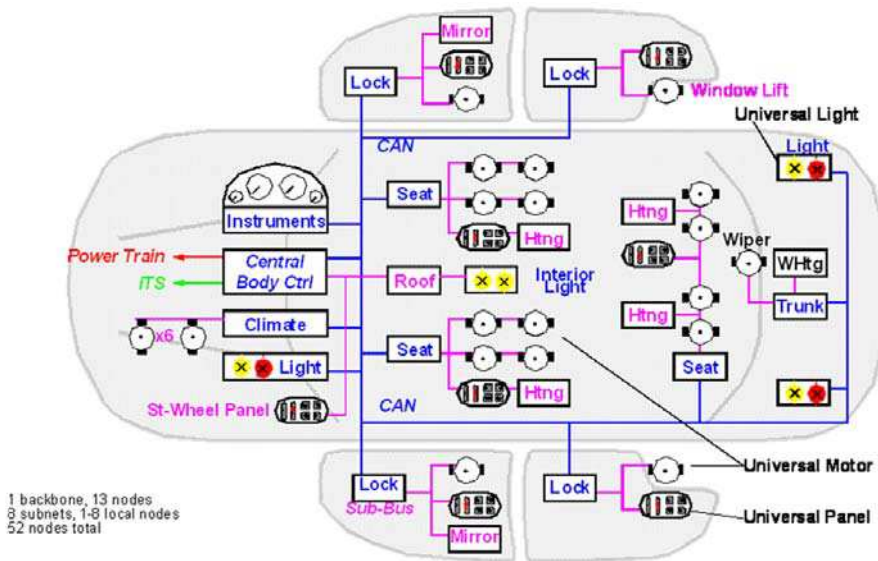 Mirror
Lock
Lock
Window Lift
Universal Light
CAN
Light
Seat
Instruments
Htng
Htng
Wiper
WHtg
Power Train
Central
Body Ctrl
ITS
Roof
Interior
Light
Trunk
Climate
x6
Htng
Seat
Light
Seat
Htng
St-Wheel Panel
CAN
Universal Motor
Lock
Lock
Sub-Bus
Universal Panel
Mirror
1 backbone, 13 nodes
8 subnets, 1-8 local nodes
52 nodes total